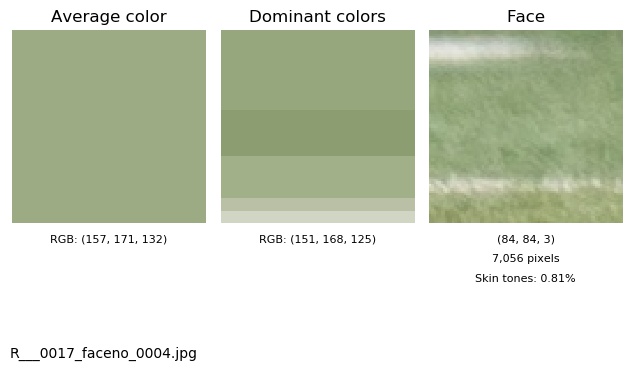 Average color
Dominant colors
Face
RGB: (157, 171, 132)
RGB: (151, 168, 125)
(84, 84, 3)
7,056 pixels
Skin tones: 0.81%
R___0017_faceno_0004.jpg